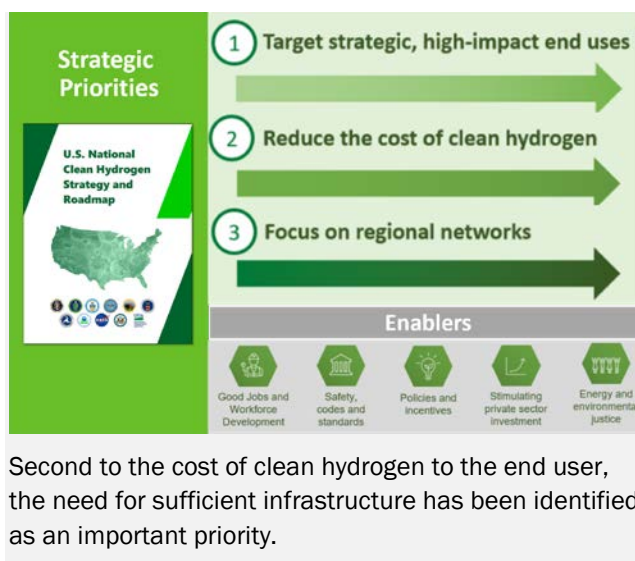 Strategic
Priorities
U.S. National
Clean Hydrogen
Strategy and
Roadmap
1 Target strategic, high-impact end uses
2 Reduce the cost of clean hydrogen
3 Focus on regional networks
Enablers
Good Jobs and
Workforce
Development
Safety,
codes and
standards
Policies and
incentives
Stimulating
private sector
investment
Energy and
environmental
justice
Second to the cost of clean hydrogen to the end user,
the need for sufficient infrastructure has been identified
as an important priority.